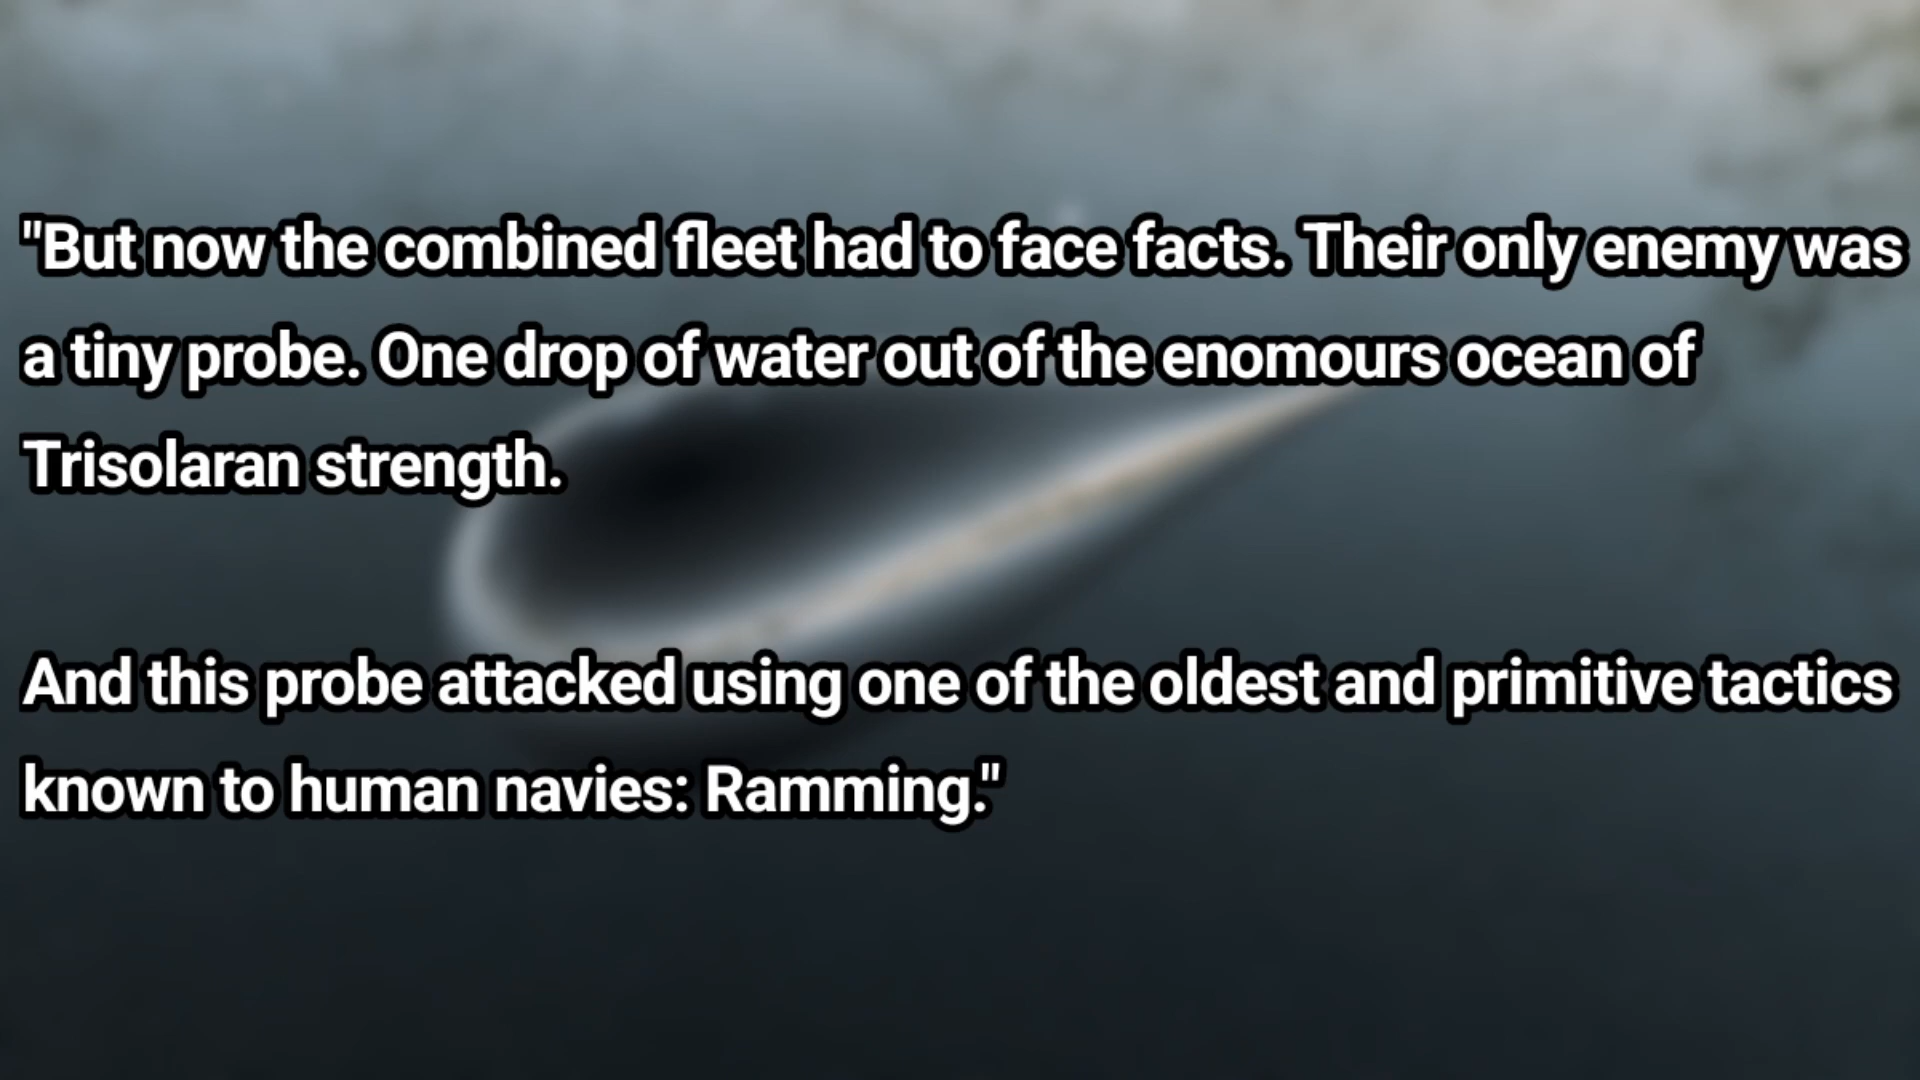 "But now the combined fleet had to face facts. Their only enemy was
a tiny probe. One drop of water out of the enomours ocean of
Trisolaran strength.
And this probe attacked using one of the oldest and primitive tactics
known to human navies: Ramming."